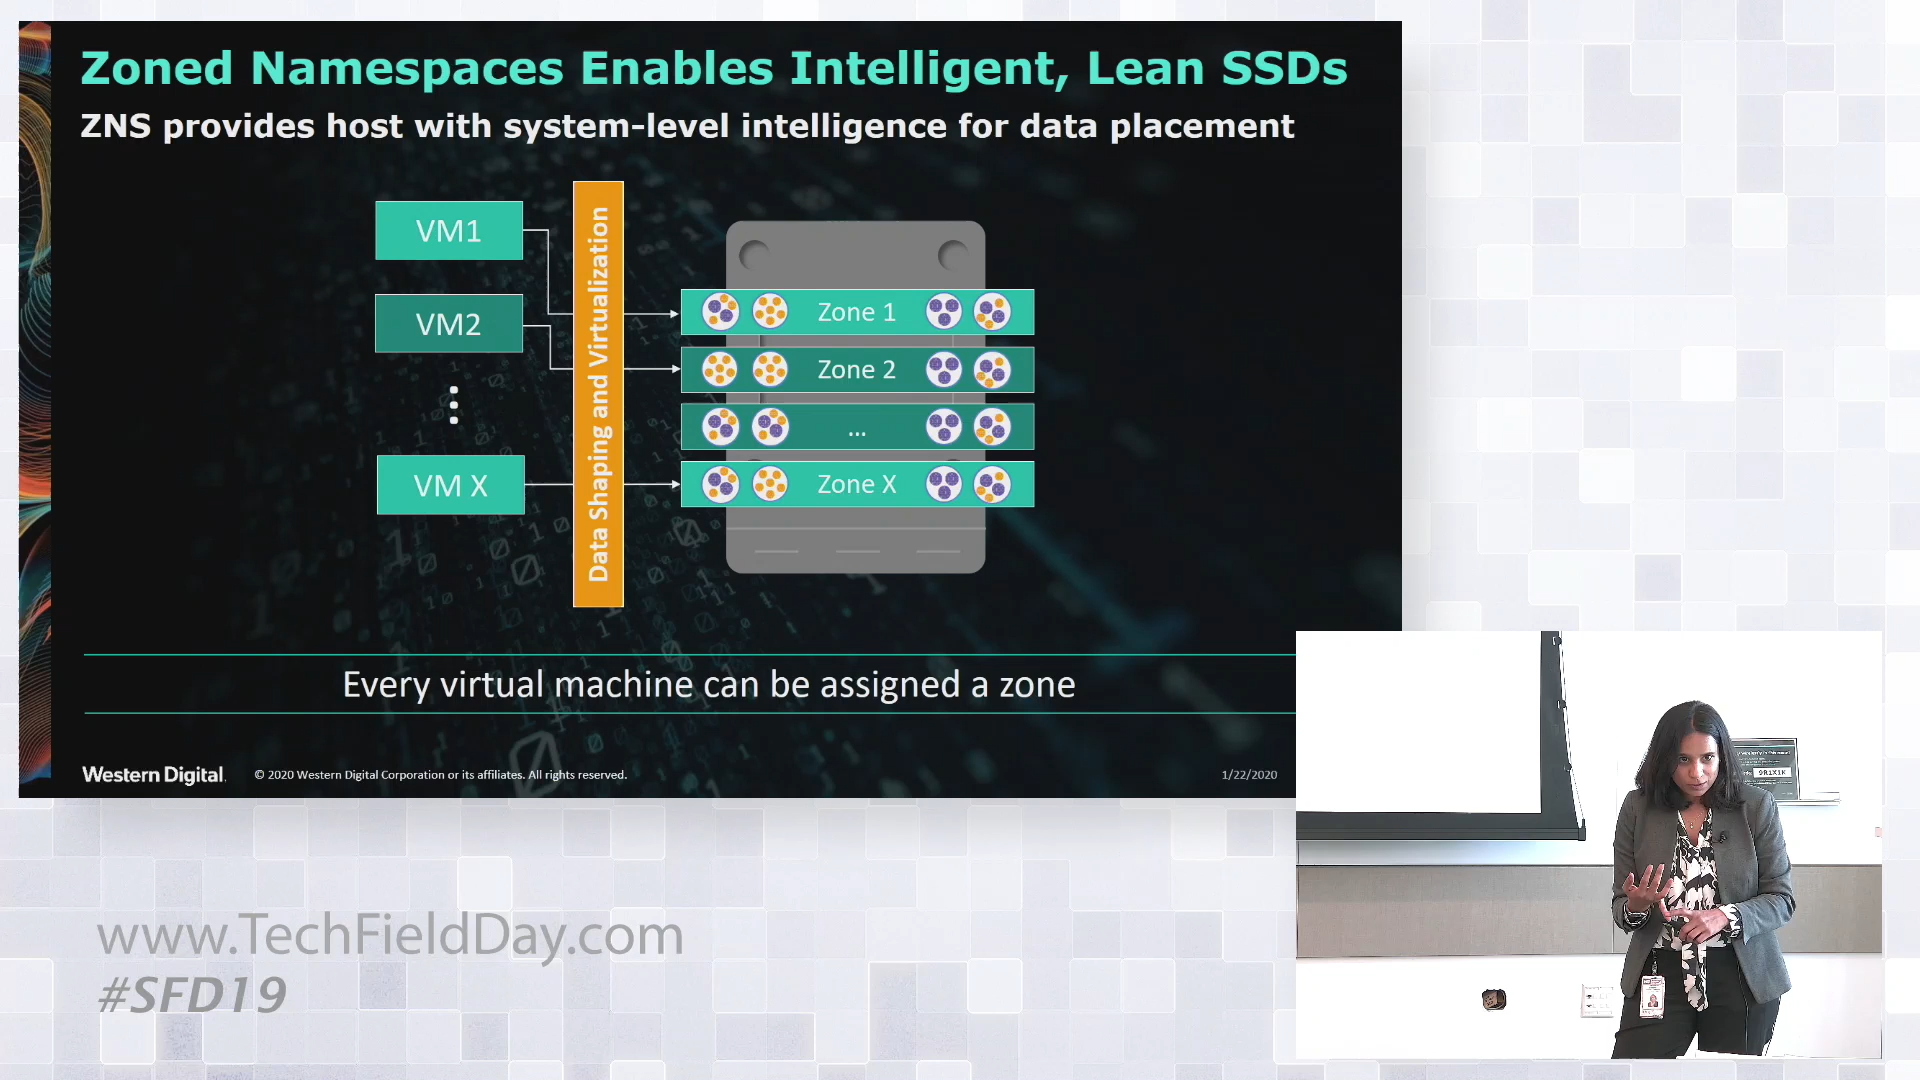 Zoned Namespaces Enables Intelligent, Lean SSDs
ZNS provides host with system-level intelligence for data placement
VM1
VM2
VM X
Data Shaping and Virtualization
Zone 1
Zone 2
...
Zone X
Every virtual machine can be assigned a zone
Western Digital.
© 2020 Western Digital Corporation or its affiliates. All rights reserved.
1/22/2020
9R1X1K
www.TechFieldDay.com
#SFD19